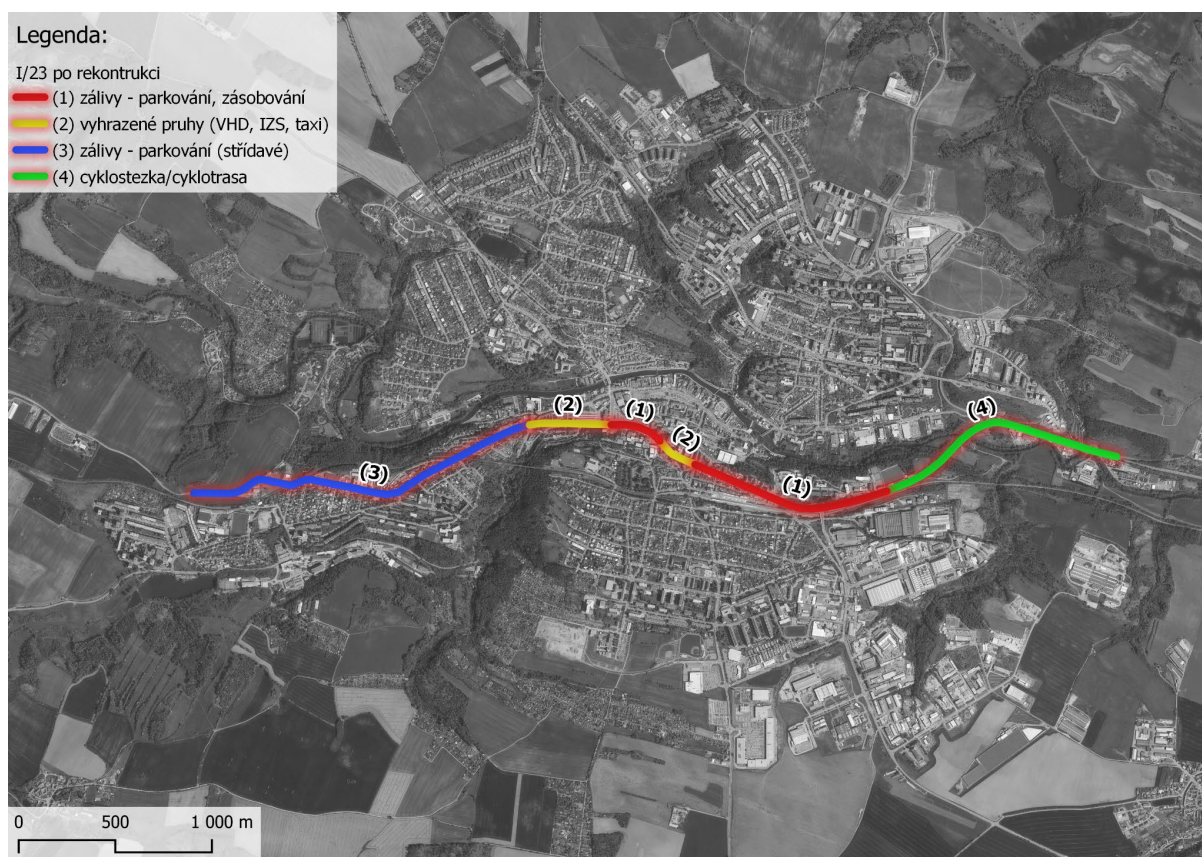 Legenda:
I/23 po rekontrukci
(1) zálivy - parkování, zásobování
(2) vyhrazené pruhy (VHD, IZS, taxi)
(3) zálivy - parkování (střídavé)
(4) cyklostezka/cyklotrasa
(2)
(1)
(4)
(2)
(3)
(1)
0 500 1 000 m